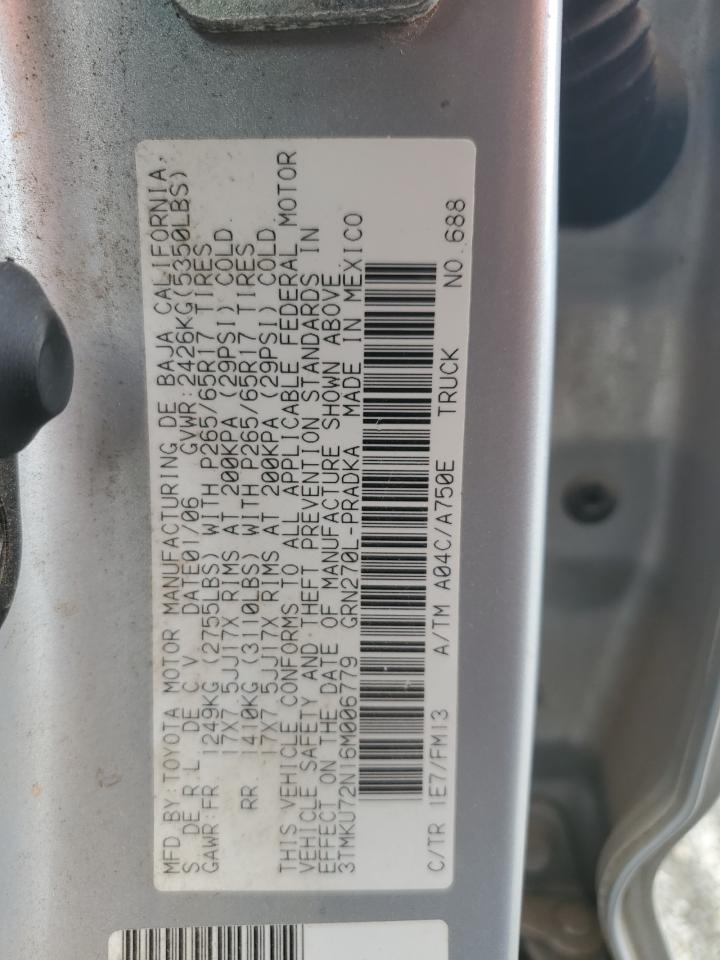 MFD BY:TOYOTA MOTOR MANUFACTURING DE BAJA CALIFORNIA,
S. DE R L DE C V DATE01/06 GVWR:2426KG(5350LBS)
GAWR:FR 1249KG (2755LBS) WITH P265/65R17 TIRES
17X7.5JJ17X RIMS AT 200KPA (29PSI) COLD
RR 1410KG (3110LBS) WITH P265/65R17 TIRES
17X7.5JJ17X RIMS AT 200KPA (29PSI) COLD
THIS VEHICLE CONFORMS TO ALL APPLICABLE FEDERAL MOTOR
VEHICLE SAFETY AND THEFT PREVENTION STANDARDS IN
EFFECT ON THE DATE OF MANUFACTURE SHOWN ABOVE
3TMKU72N16M006779 GRN270L-PRADKA MADE IN MEXICO
C/TR 1E7/FM13 A/TM A04C/A750E TRUCK NO.688